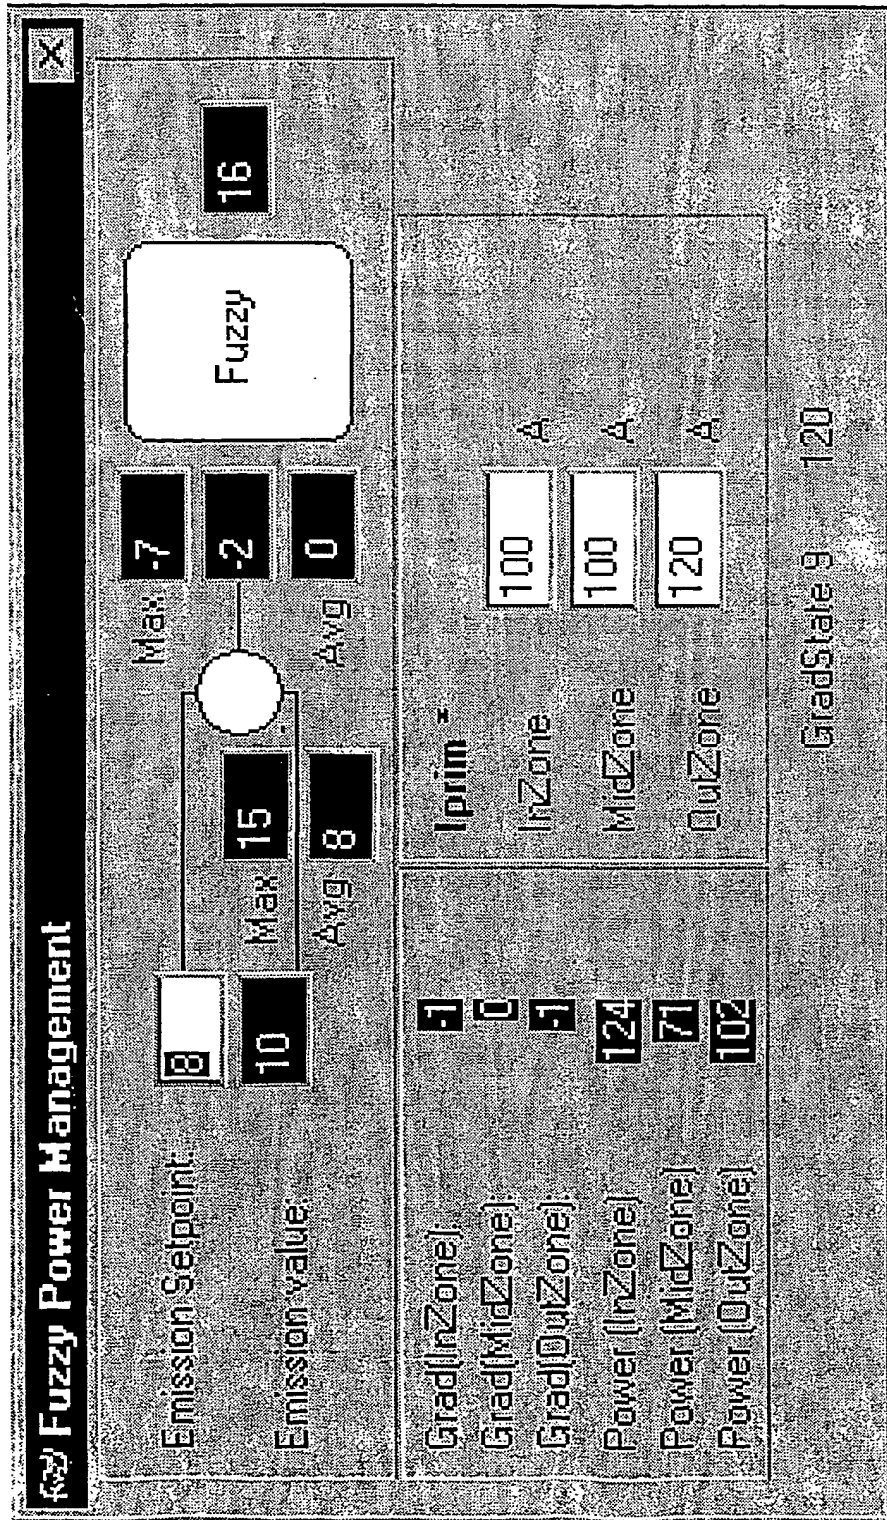 f(x) Fuzzy Power Management X
Emission Setpoint: 8
Emission value: 10
Max 15
Avg 8
Max -7
-2
Avg 0
Fuzzy
16
Grad(InZone): -1
Grad(MidZone): 0
Grad(OutZone): -1
Power (InZone) 124
Power (MidZone) 71
Power (OutZone) 102
Iprim *
InZone 100 A
MidZone 100 A
OutZone 120 A
GradState 9 120